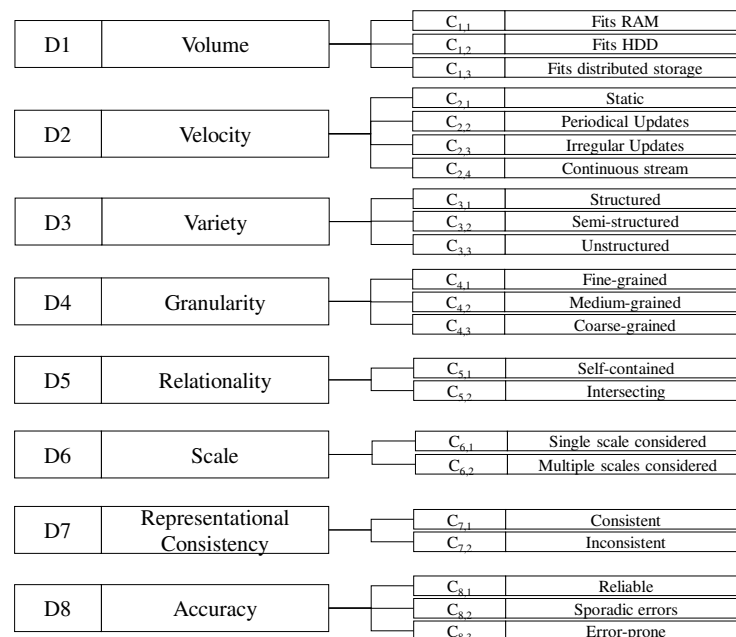 D1 Volume
C1,1 Fits RAM
C1,2 Fits HDD
C1,3 Fits distributed storage
D2 Velocity
C2,1 Static
C2,2 Periodical Updates
C2,3 Irregular Updates
C2,4 Continuous stream
D3 Variety
C3,1 Structured
C3,2 Semi-structured
C3,3 Unstructured
D4 Granularity
C4,1 Fine-grained
C4,2 Medium-grained
C4,3 Coarse-grained
D5 Relationality
C5,1 Self-contained
C5,2 Intersecting
D6 Scale
C6,1 Single scale considered
C6,2 Multiple scales considered
D7 Representational
Consistency
C7,1 Consistent
C7,2 Inconsistent
D8 Accuracy
C8,1 Reliable
C8,2 Sporadic errors
C8,3 Error-prone